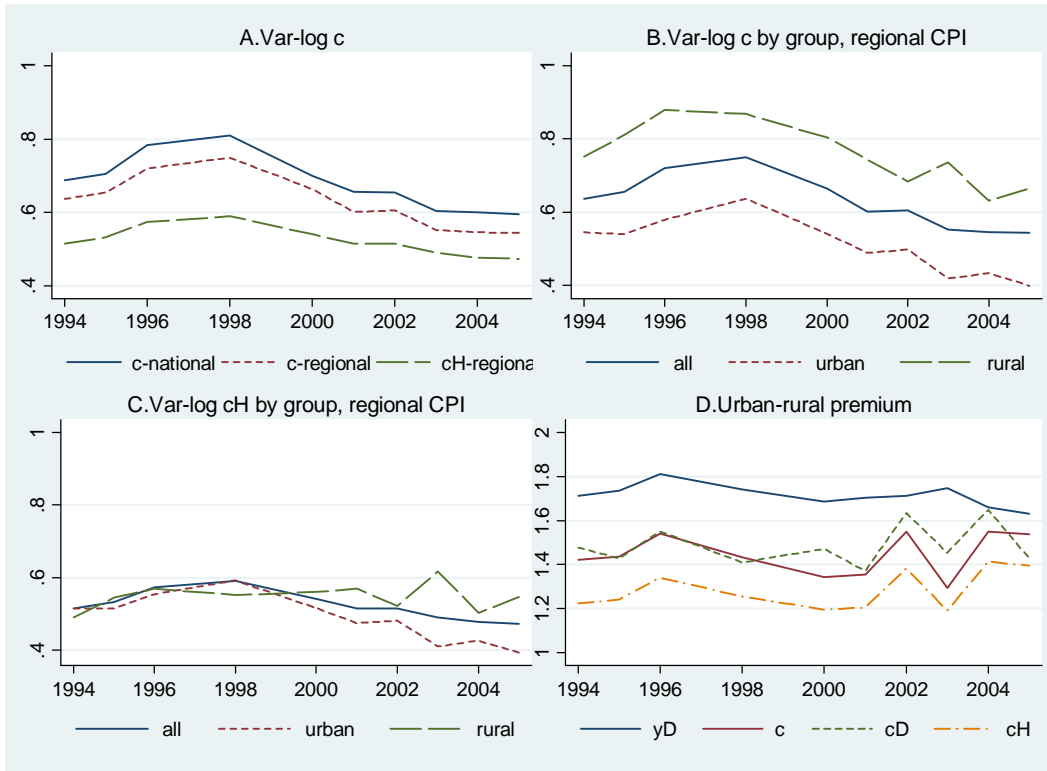 A.Var-log c
1
.8
.6
.4
1994 1996 1998 2000 2002 2004
c-national c-regional cH-regiona
B.Var-log c by group, regional CPI
1
.8
.6
.4
1994 1996 1998 2000 2002 2004
all urban rural
C.Var-log cH by group, regional CPI
1
.8
.6
.4
1994 1996 1998 2000 2002 2004
all urban rural
D.Urban-rural premium
2
1.8
1.6
1.4
1.2
1
1994 1996 1998 2000 2002 2004
yD c cD cH